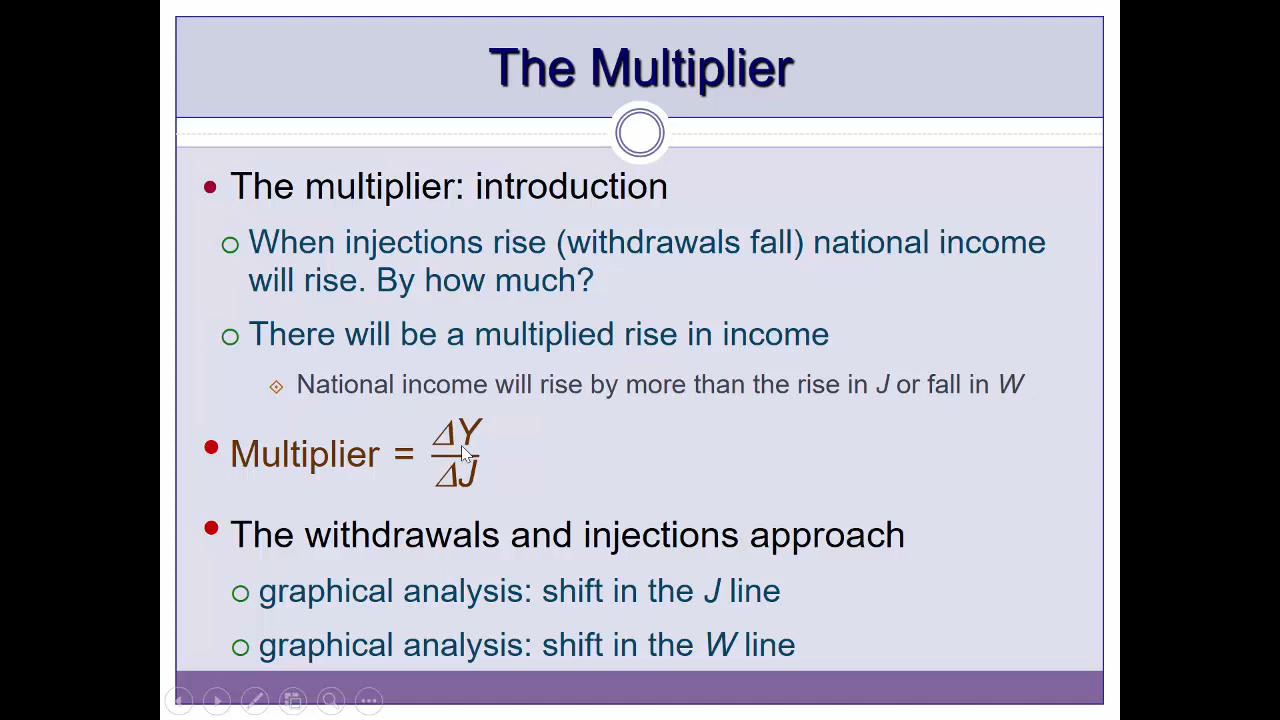 The Multiplier
The multiplier: introduction
When injections rise (withdrawals fall) national income
will rise. By how much?
There will be a multiplied rise in income
National income will rise by more than the rise in J or fall in W
Multiplier = ΔY
ΔJ
The withdrawals and injections approach
graphical analysis: shift in the J line
graphical analysis: shift in the W line